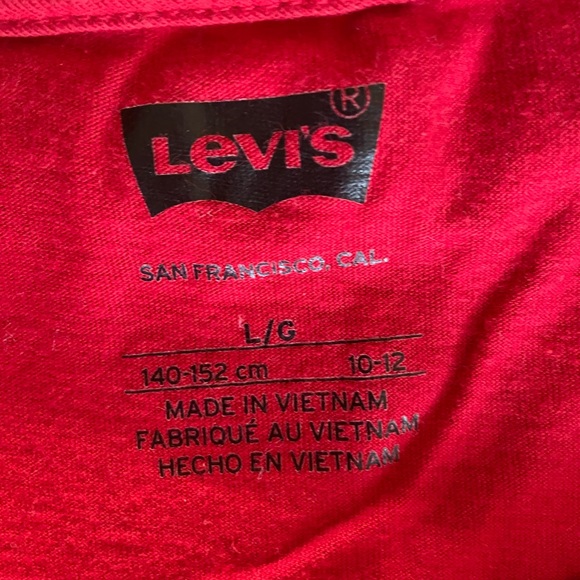 Levi's®
SAN FRANCISCO, CAL.
L/G
140-152 cm 10-12
MADE IN VIETNAM
FABRIQUÉ AU VIETNAM
HECHO EN VIETNAM